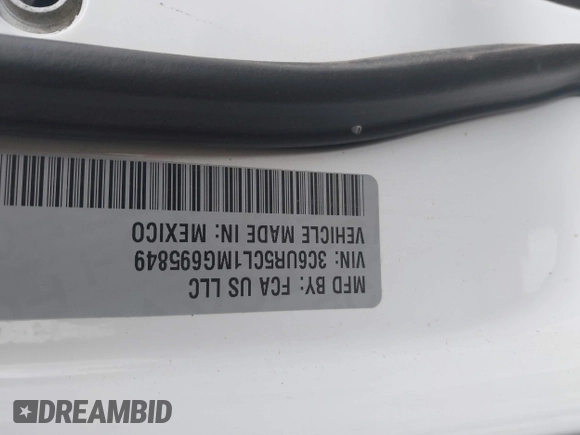 MFD BY: FCA US LLC
VIN: 3C6UR5CL1MG695849
VEHICLE MADE IN: MEXICO
DREAMBID